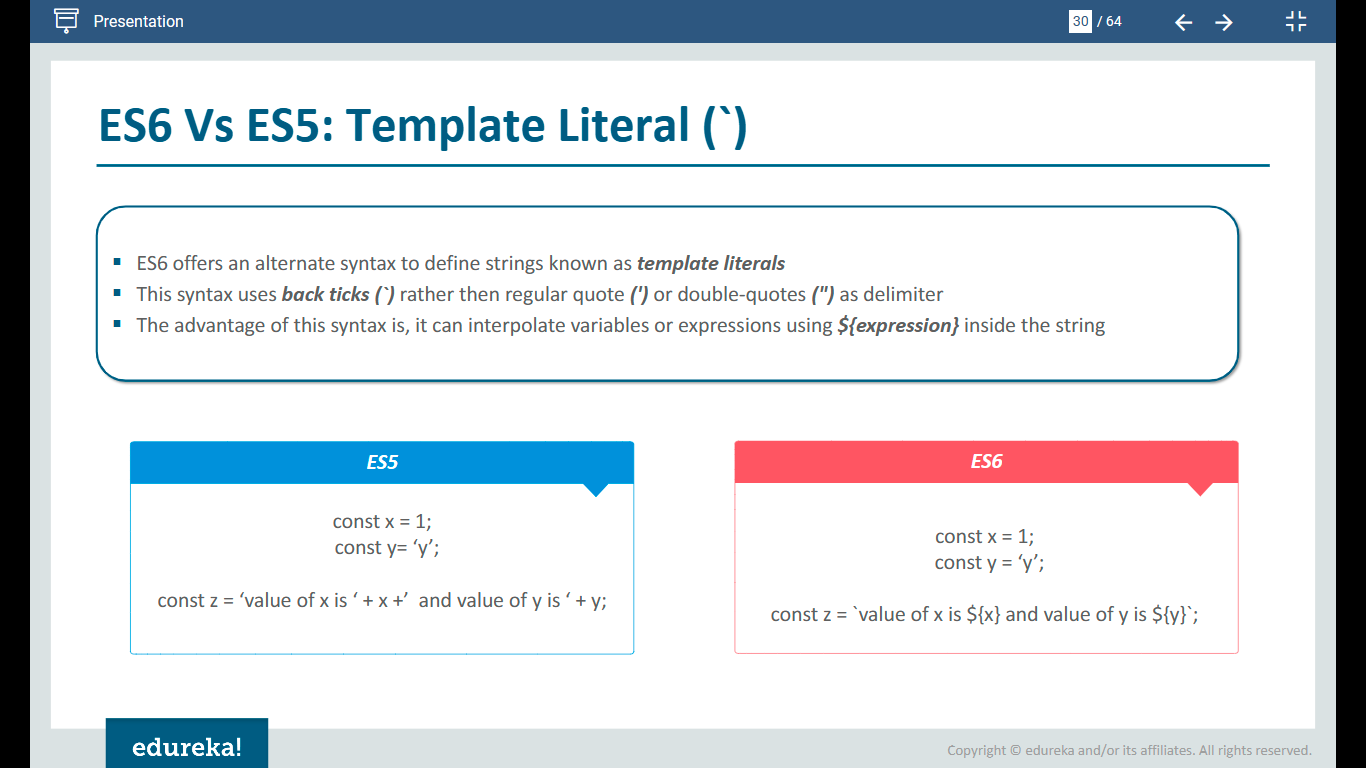 Presentation
30 / 64
ES6 Vs ES5: Template Literal (`)
ES6 offers an alternate syntax to define strings known as template literals
This syntax uses back ticks (`) rather then regular quote (') or double-quotes (") as delimiter
The advantage of this syntax is, it can interpolate variables or expressions using ${expression} inside the string
ES5
const x = 1;
const y= ‘y’;
const z = ‘value of x is ‘ + x +’  and value of y is ‘ + y;
ES6
const x = 1;
const y = ‘y’;
const z = `value of x is ${x} and value of y is ${y}`;
edureka!
Copyright © edureka and/or its affiliates. All rights reserved.